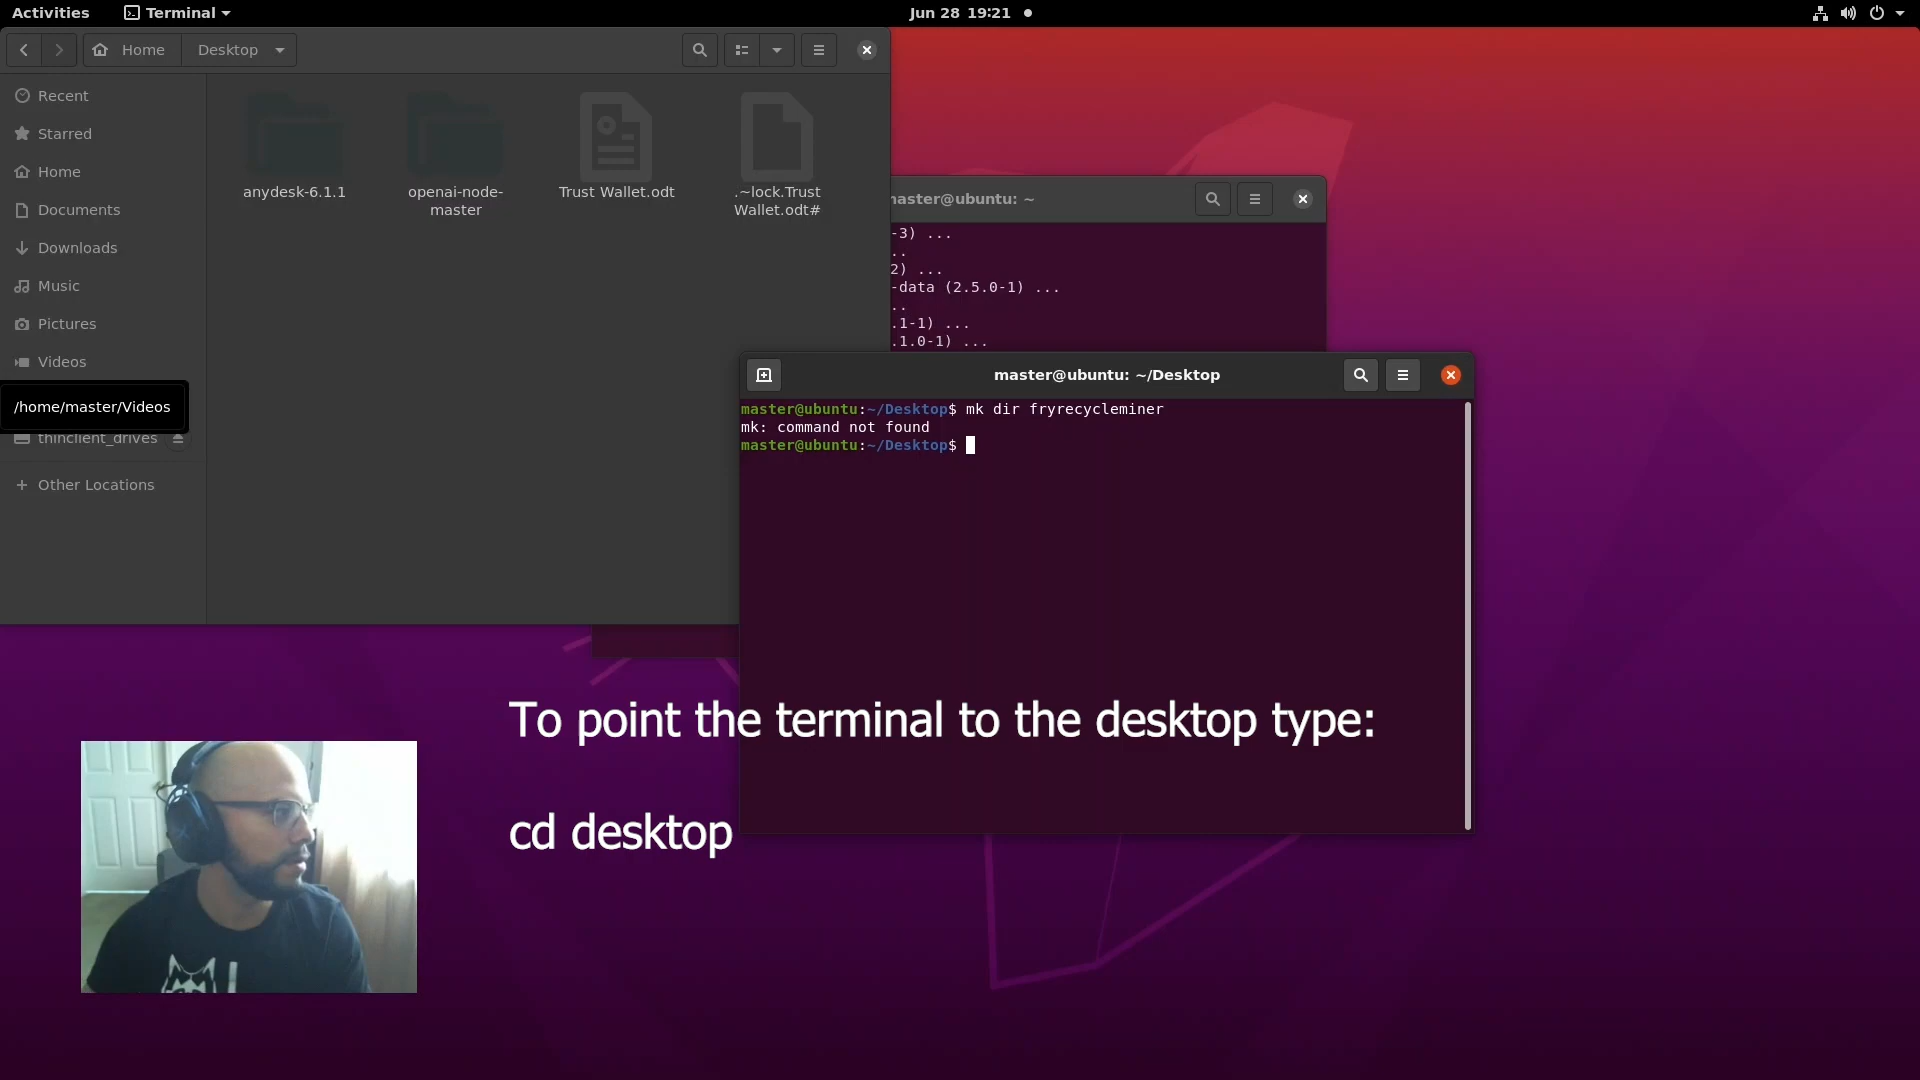 Activities
Terminal
Jun 28 19:21
Home
Desktop
Recent
Starred
Home
Documents
Downloads
Music
Pictures
Videos
/home/master/Videos
thinclient_drives
Other Locations
anydesk-6.1.1
openai-node-
master
Trust Wallet.odt
.~lock.Trust
Wallet.odt#
master@ubuntu: ~
-3) ...
..
2) ...
-data (2.5.0-1) ...
..
.1-1) ...
.1.0-1) ...
master@ubuntu: ~/Desktop
master@ubuntu:~/Desktop$ mk dir fryrecycleminer
mk: command not found
master@ubuntu:~/Desktop$
To point the terminal to the desktop type:
cd desktop